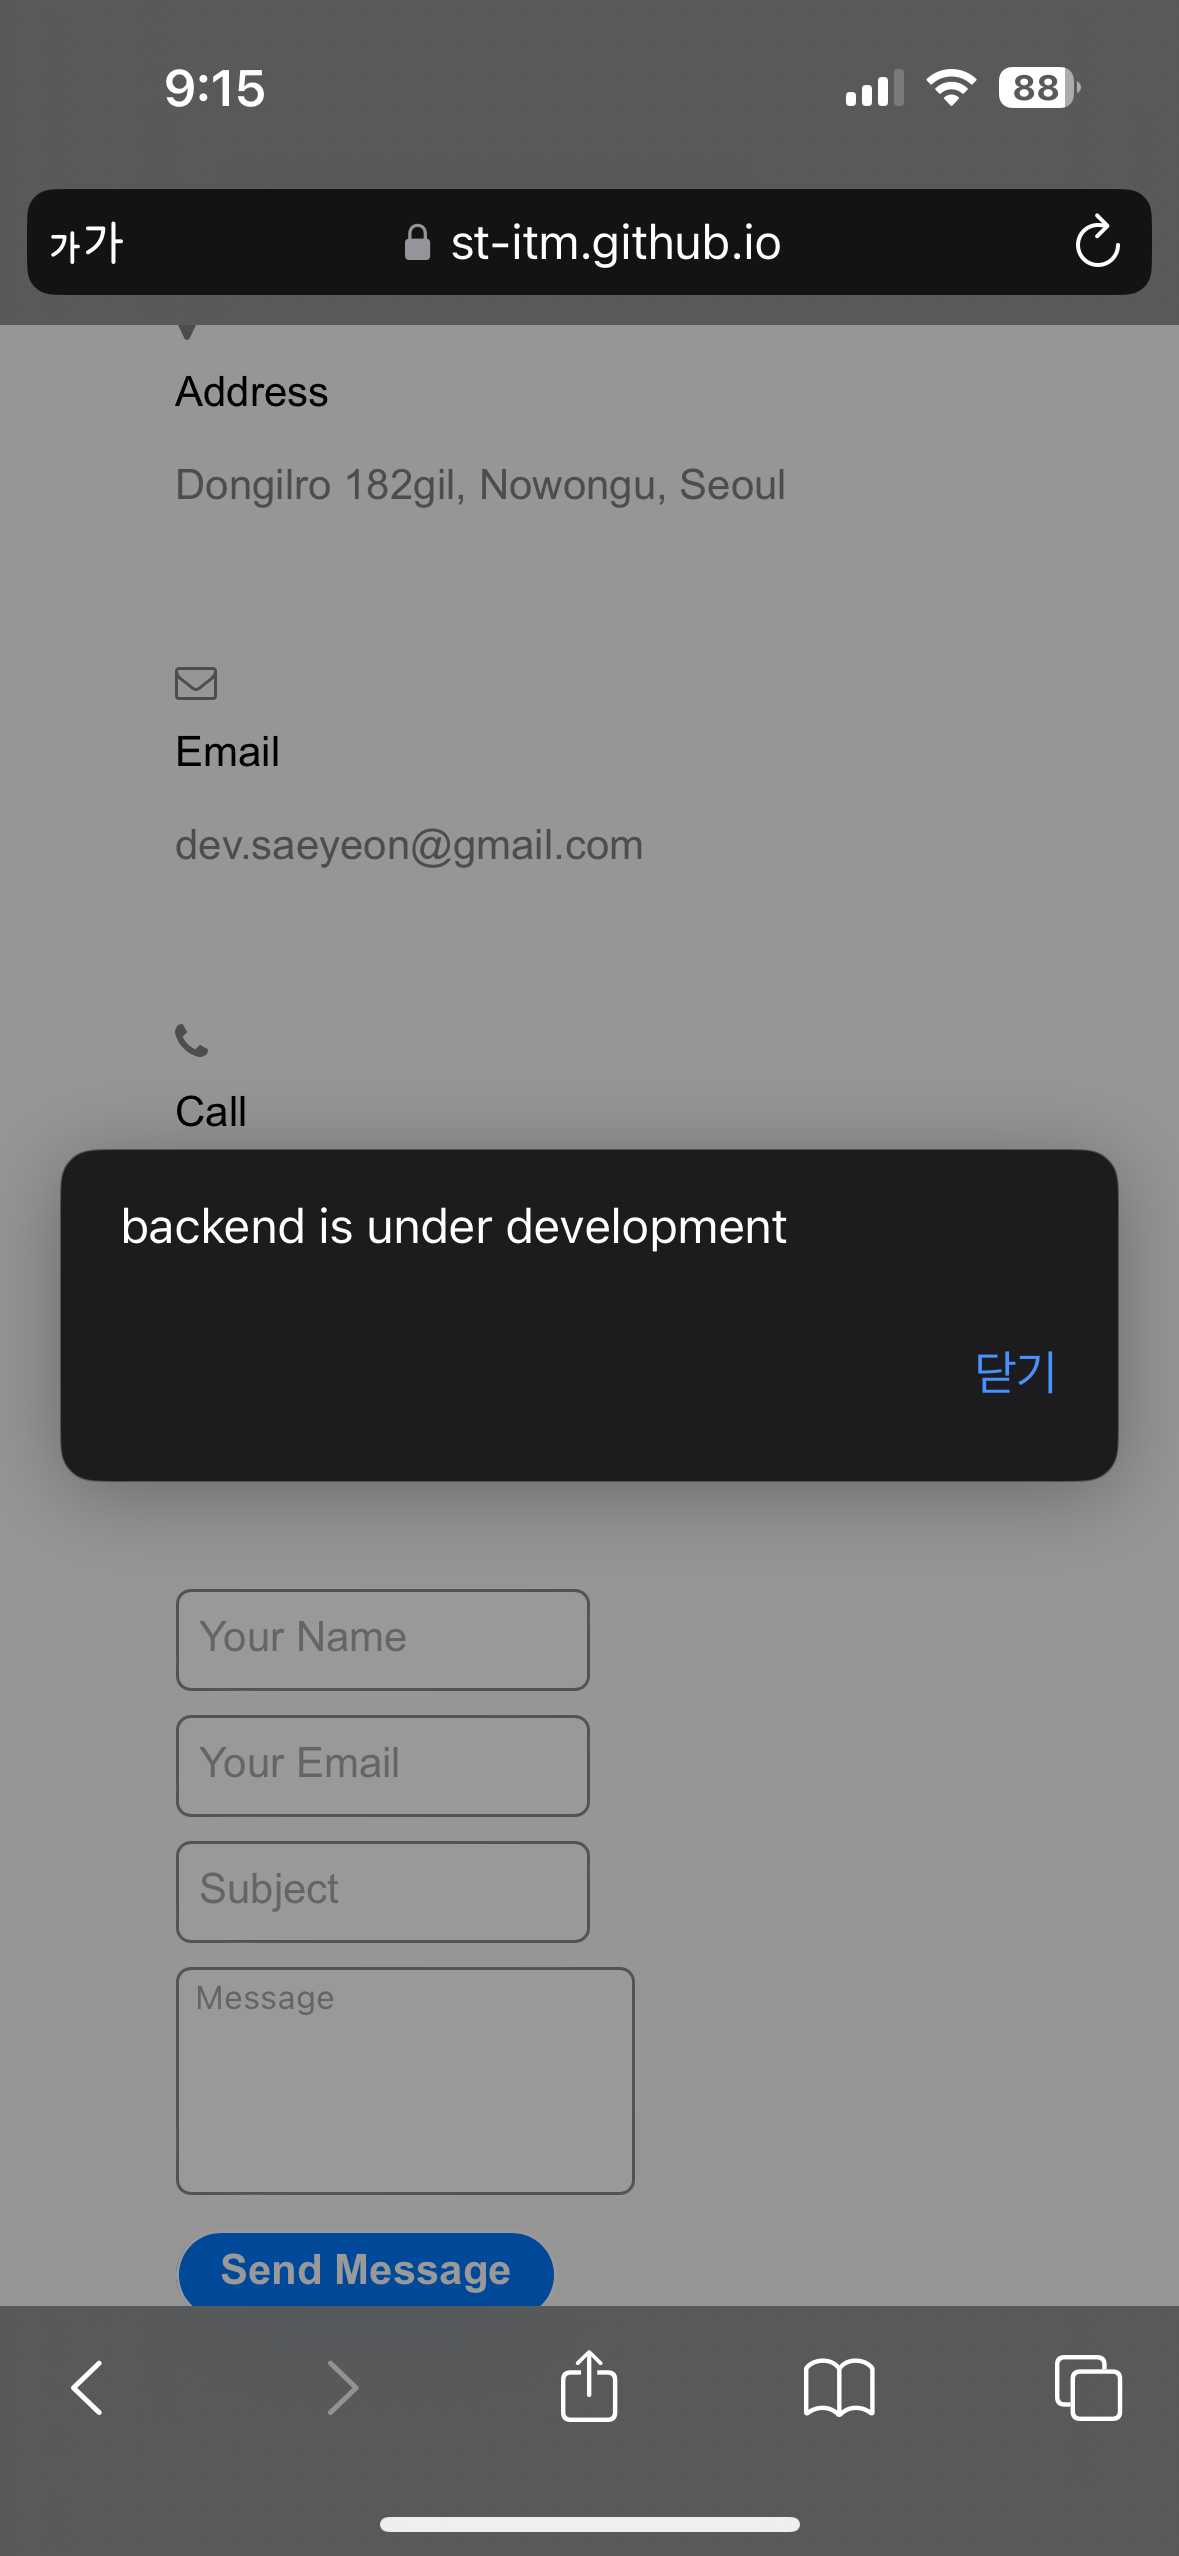 9:15
88
가가
st-itm.github.io
Address
Dongilro 182gil, Nowongu, Seoul
Email
dev.saeyeon@gmail.com
Call
backend is under development
닫기
Your Name
Your Email
Subject
Message
Send Message